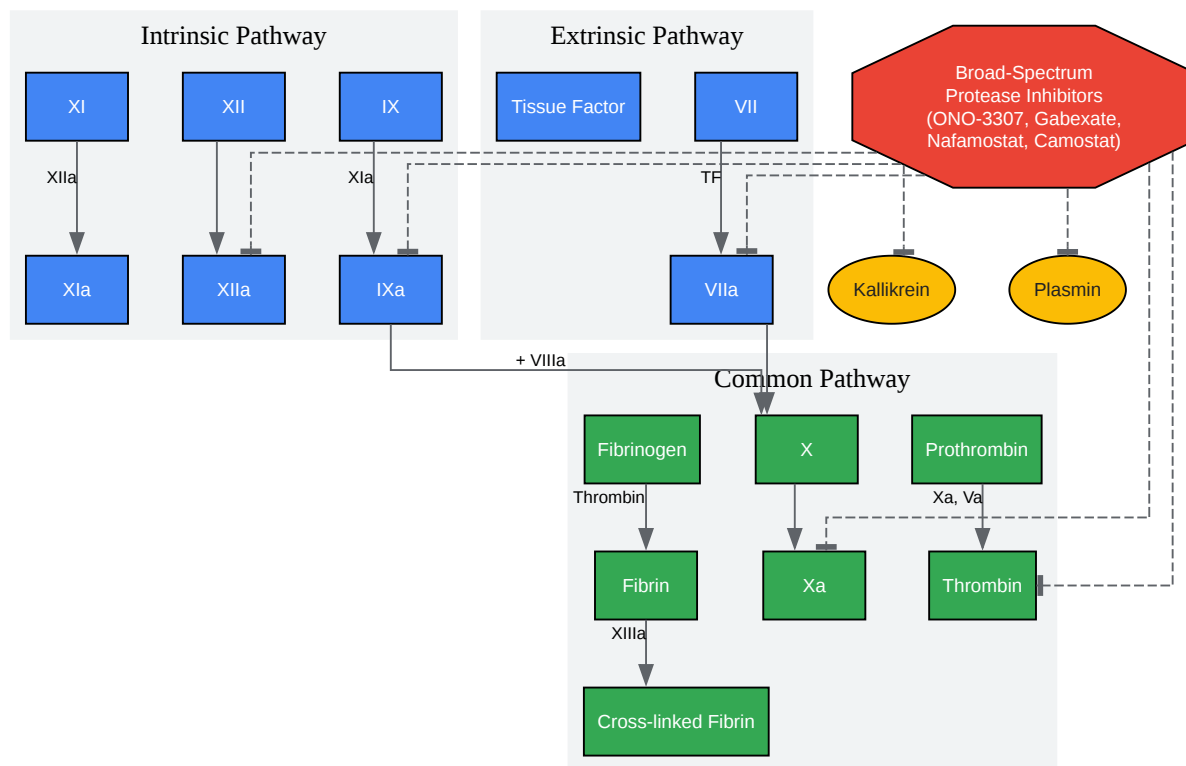 Intrinsic Pathway
Extrinsic Pathway
Broad-Spectrum
Protease Inhibitors
(ONO-3307, Gabexate,
Nafamostat, Camostat)
XI
XII
IX
Tissue Factor
VII
XIIa
XIa
TF
XIa
XIIa
IXa
VIIa
Kallikrein
Plasmin
+ VIIIa
Common Pathway
Fibrinogen
X
Prothrombin
Thrombin
Xa, Va
Fibrin
Xa
Thrombin
XIIIa
Cross-linked Fibrin